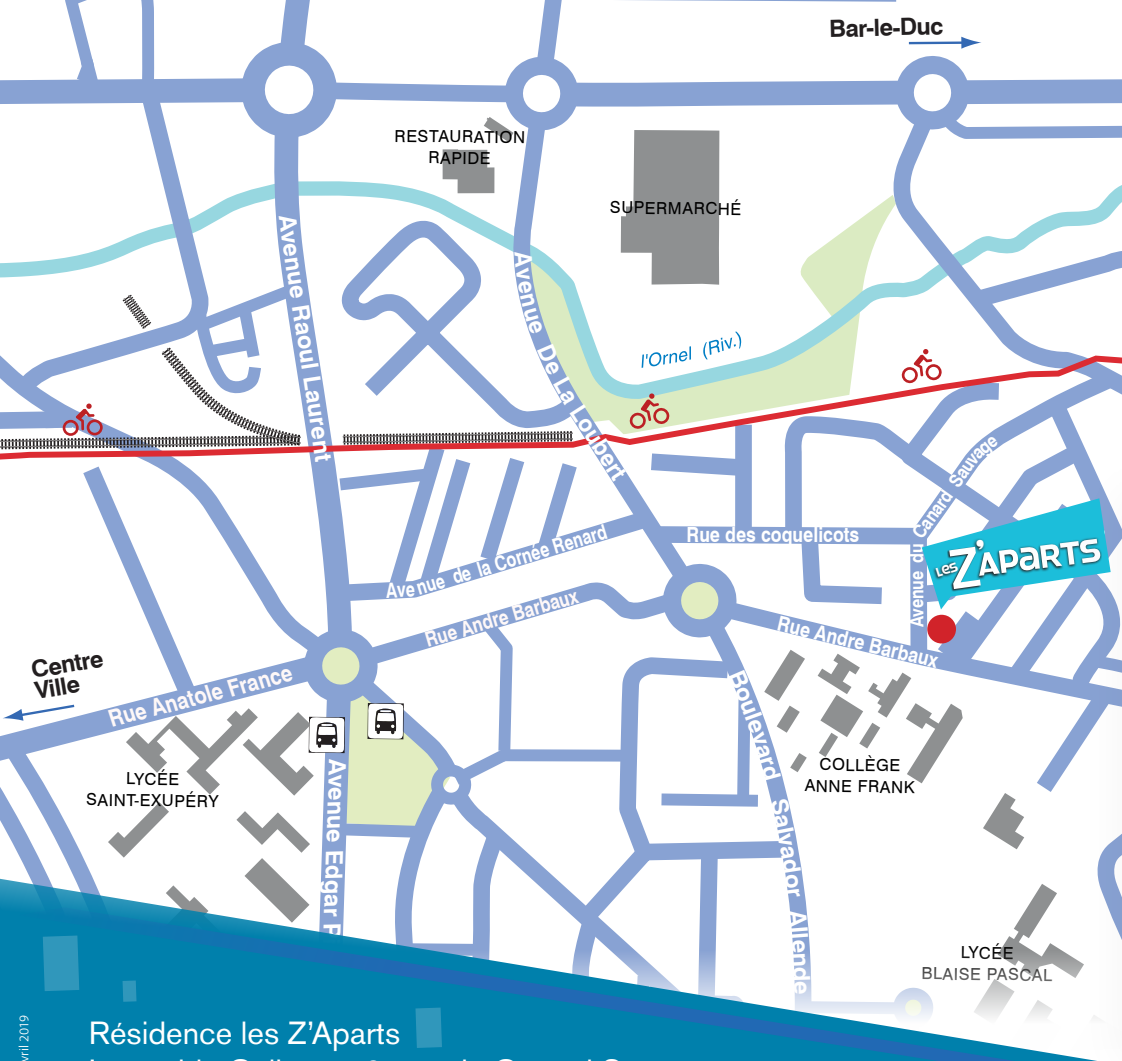 Bar-le-Duc
RESTAURATION
RAPIDE
SUPERMARCHÉ
Avenue Raoul Laurent
Avenue De La Loubert
l'Ornel (Riv.)
Avenue du Canard Sauvage
Rue des coquelicots
Avenue de la Cornée Renard
Les Z'APARTS
Rue Andre Barbaux
Rue Andre Barbaux
Centre
Ville
Rue Anatole France
Boulevard Salvador Allende
LYCÉE
SAINT-EXUPÉRY
Avenue Edgar P
COLLÈGE
ANNE FRANK
LYCÉE
BLAISE PASCAL
vril 2019
Résidence les Z'Aparts